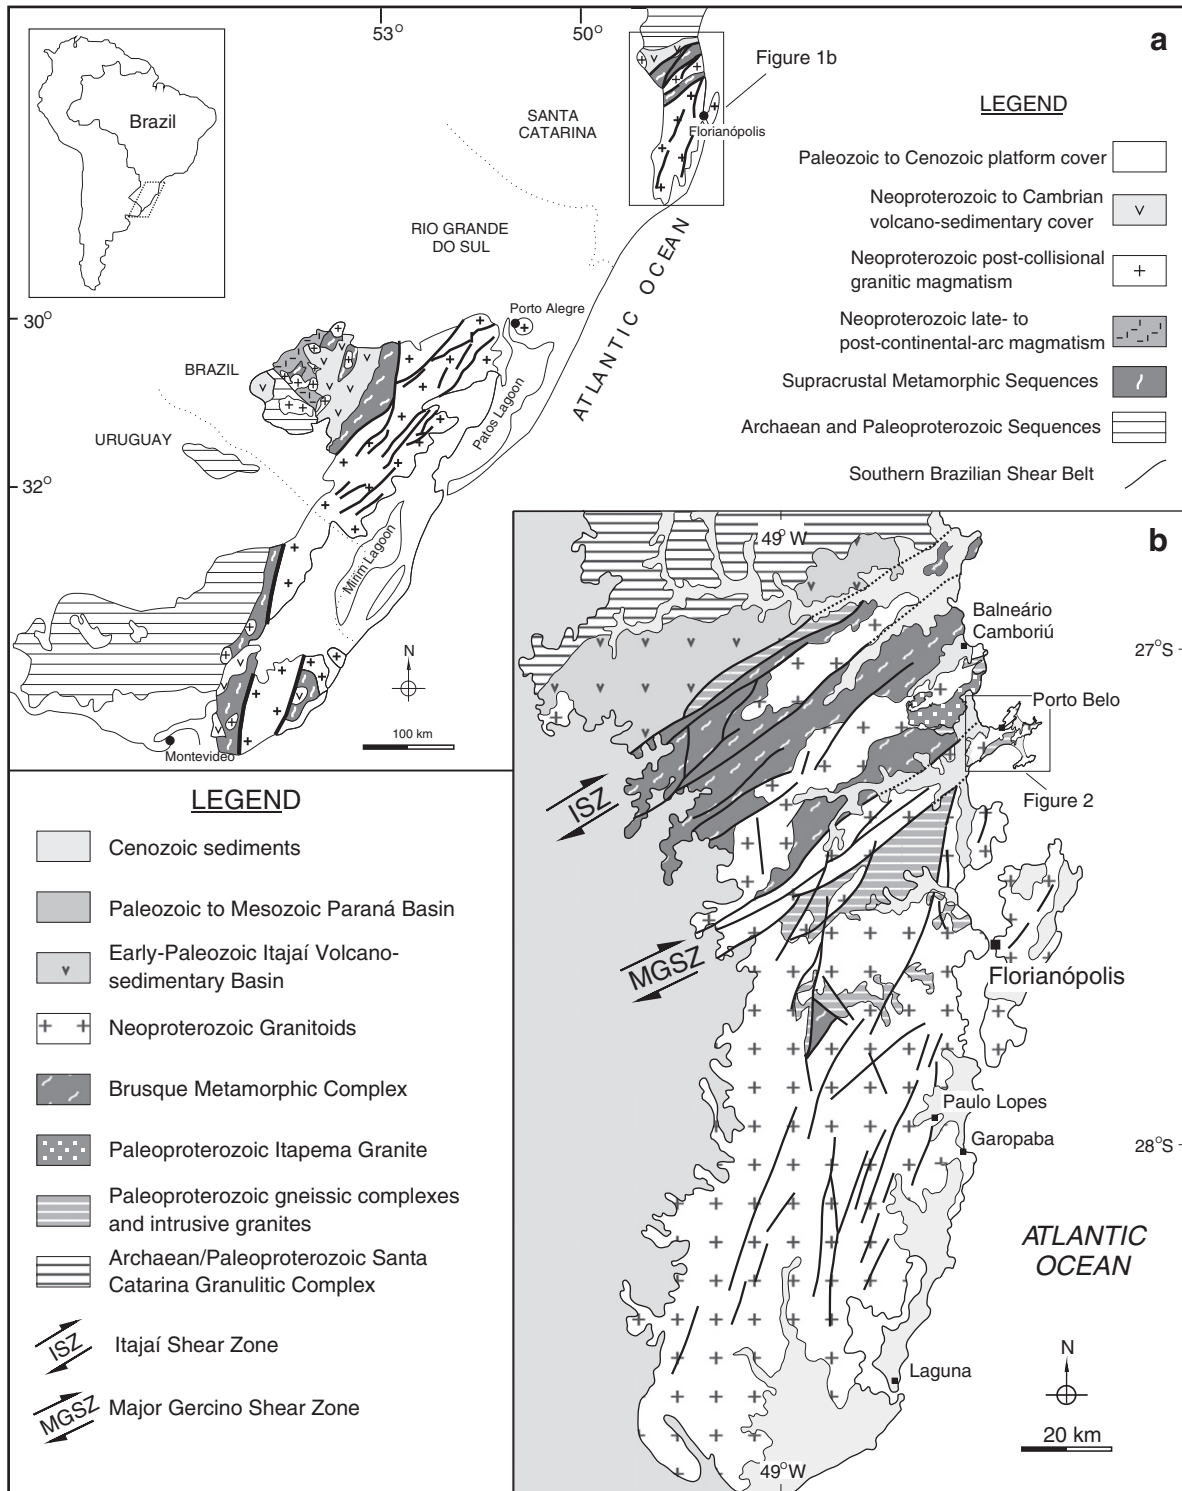 53°
50°
a
Brazil
Figure 1b
SANTA
CATARINA
Florianópolis
RIO GRANDE
DO SUL
ATLANTIC OCEAN
30°
Porto Alegre
BRAZIL
URUGUAY
Patos Lagoon
32°
Mirim Lagoon
N
100 km
Montevideo
LEGEND
Paleozoic to Cenozoic platform cover
Neoproterozoic to Cambrian
volcano-sedimentary cover
Neoproterozoic post-collisional
granitic magmatism
Neoproterozoic late- to
post-continental-arc magmatism
Supracrustal Metamorphic Sequences
Archaean and Paleoproterozoic Sequences
Southern Brazilian Shear Belt
LEGEND
Cenozoic sediments
Paleozoic to Mesozoic Paraná Basin
Early-Paleozoic Itajaí Volcano-
sedimentary Basin
Neoproterozoic Granitoids
Brusque Metamorphic Complex
Paleoproterozoic Itapema Granite
Paleoproterozoic gneissic complexes
and intrusive granites
Archaean/Paleoproterozoic Santa
Catarina Granulitic Complex
ISZ
Itajaí Shear Zone
MGSZ
Major Gercino Shear Zone
49° W
b
Balneário
Camboriú
27°S
Porto Belo
Figure 2
ISZ
MGSZ
Florianópolis
Paulo Lopes
Garopaba
28°S
ATLANTIC
OCEAN
Laguna
N
20 km
49°W